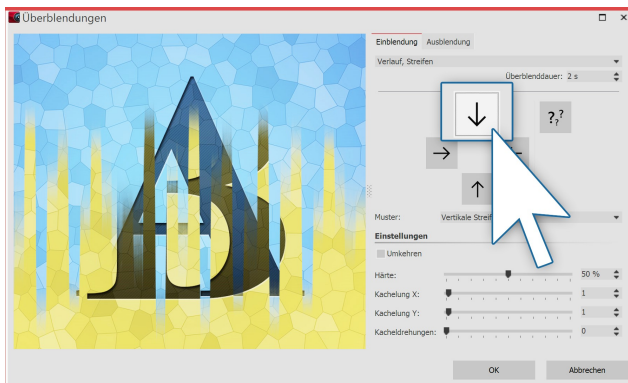 Überblendungen
Einblendung Ausblendung
Verlauf, Streifen
Überblenddauer: 2 s
???
Muster: Vertikale
Einstellungen
Umkehren
Härte: 50 %
Kachelung X: 1
Kachelung Y: 1
Kacheldrehungen: 0
OK Abbrechen